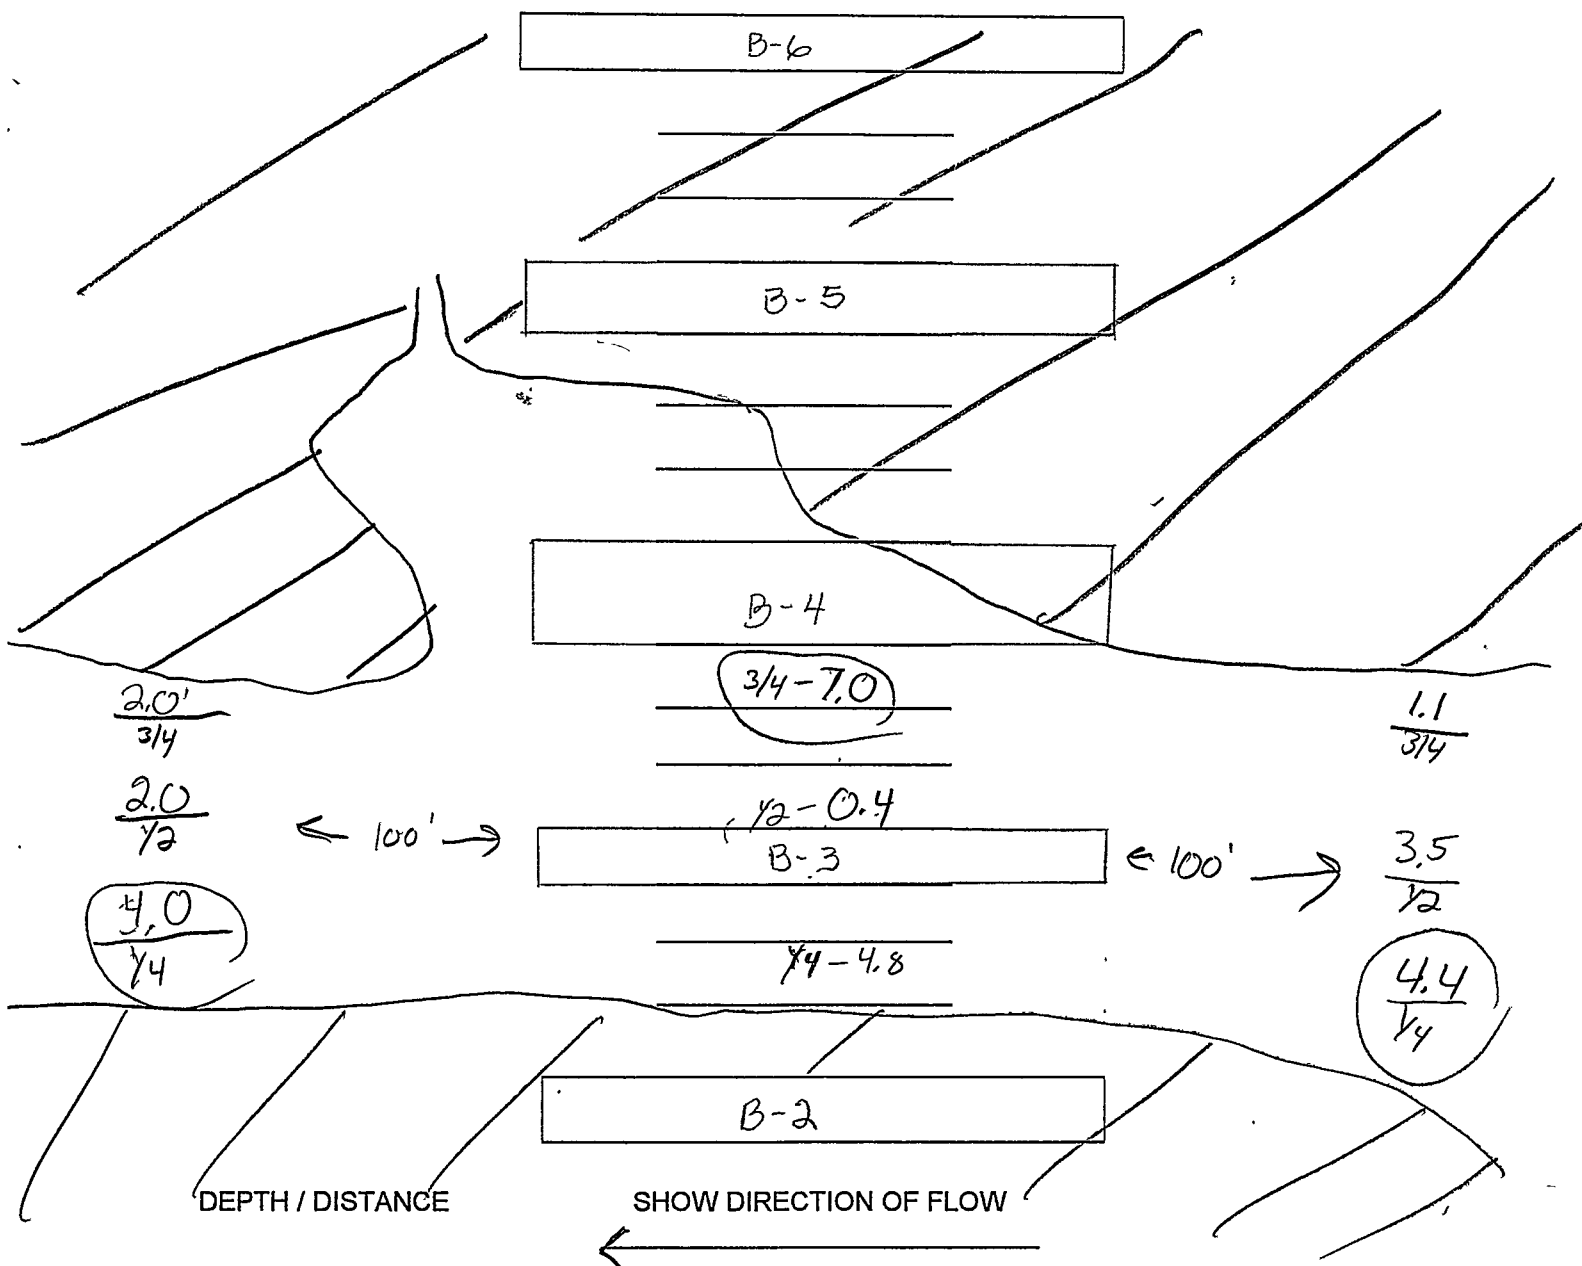 B-6
B-5
B-4
2.0'
3/4
3/4 - 7.0
1.1
3/4
2.0
1/2
← 100' →
1/2 - 0.4
B-3
← 100' →
3.5
1/2
4.0
1/4
1/4 - 4.8
4.4
1/4
B-2
DEPTH / DISTANCE
SHOW DIRECTION OF FLOW